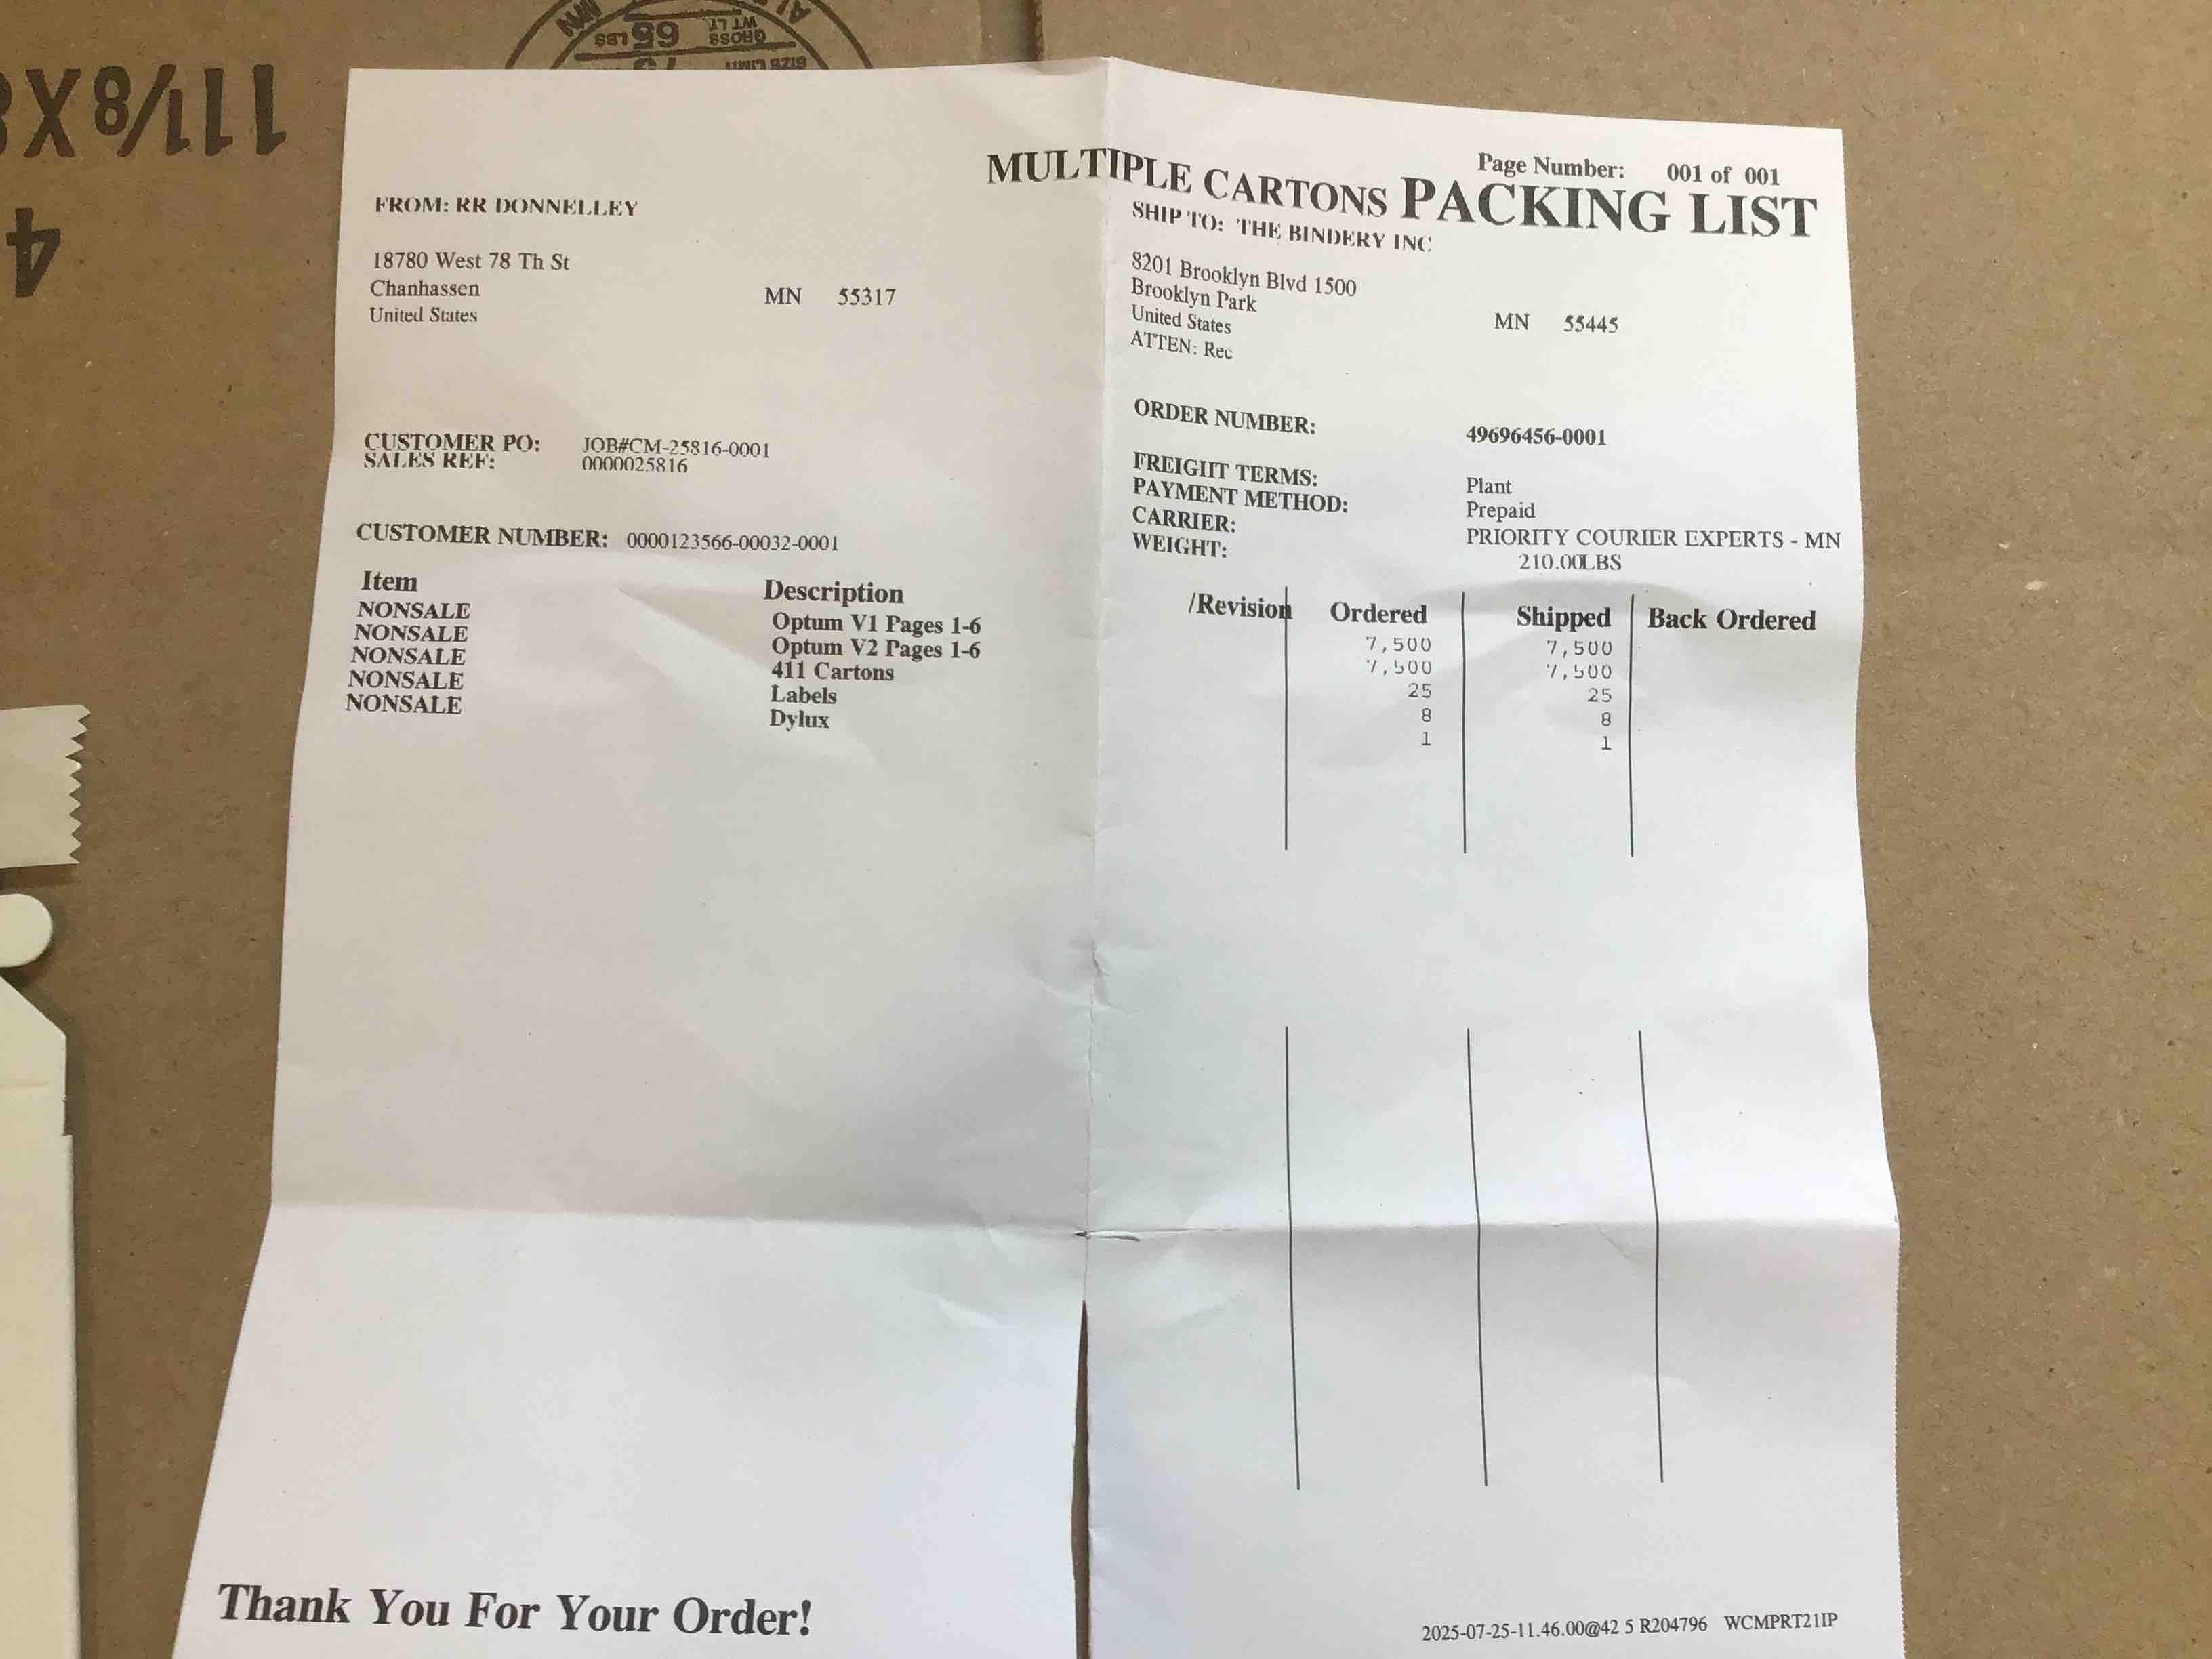 11⅛X8
4
GROSS WT LT 65 LBS
SIZE LIMIT 75
Page Number: 001 of 001
MULTIPLE CARTONS PACKING LIST
FROM: RR DONNELLEY
18780 West 78 Th St
Chanhassen MN 55317
United States
SHIP TO: THE BINDERY INC
8201 Brooklyn Blvd 1500
Brooklyn Park
United States MN 55445
ATTEN: Rec
CUSTOMER PO: JOB#CM-25816-0001
SALES REF: 0000025816
CUSTOMER NUMBER: 0000123566-00032-0001
ORDER NUMBER: 49696456-0001
FREIGHT TERMS: Plant
PAYMENT METHOD: Prepaid
CARRIER: PRIORITY COURIER EXPERTS - MN
WEIGHT: 210.00LBS
Item Description /Revision Ordered Shipped Back Ordered
NONSALE Optum V1 Pages 1-6 7,500 7,500
NONSALE Optum V2 Pages 1-6 7,500 7,500
NONSALE 411 Cartons 25 25
NONSALE Labels 8 8
NONSALE Dylux 1 1
Thank You For Your Order!
2025-07-25-11.46.00@42 5 R204796 WCMPRT21IP